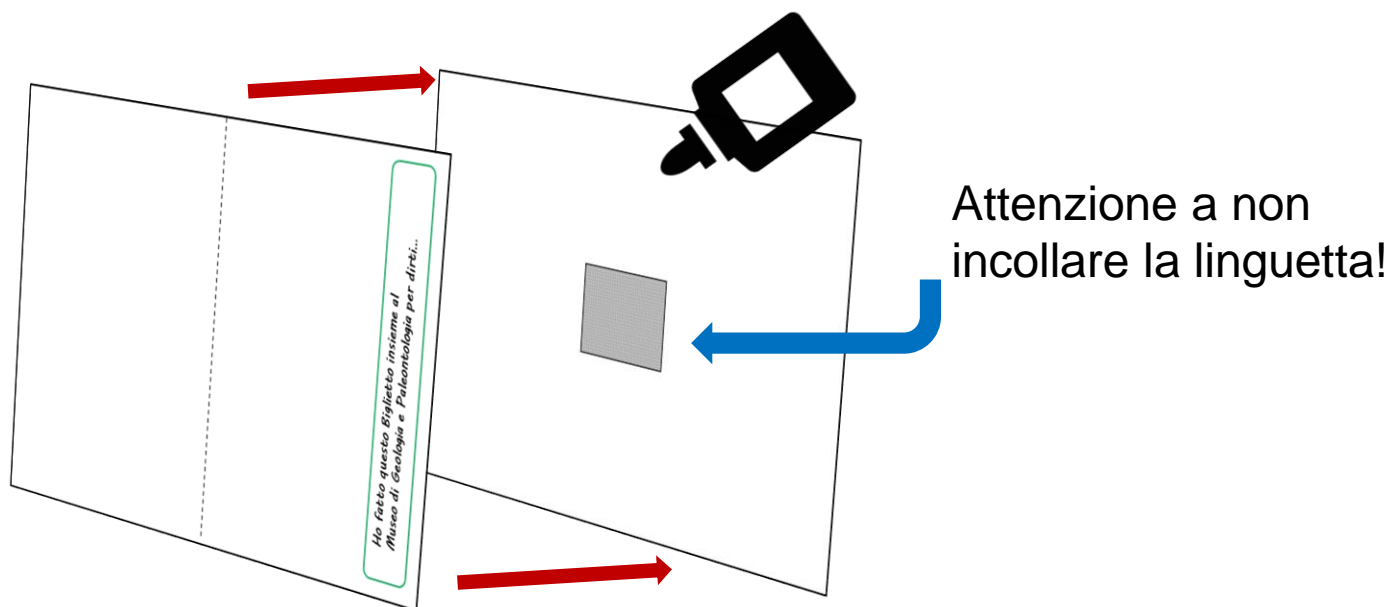 Attenzione a non
incollare la linguetta!
Ho fatto questo Biglietto insieme al
Museo di Geologia e Paleontologia per dirti...